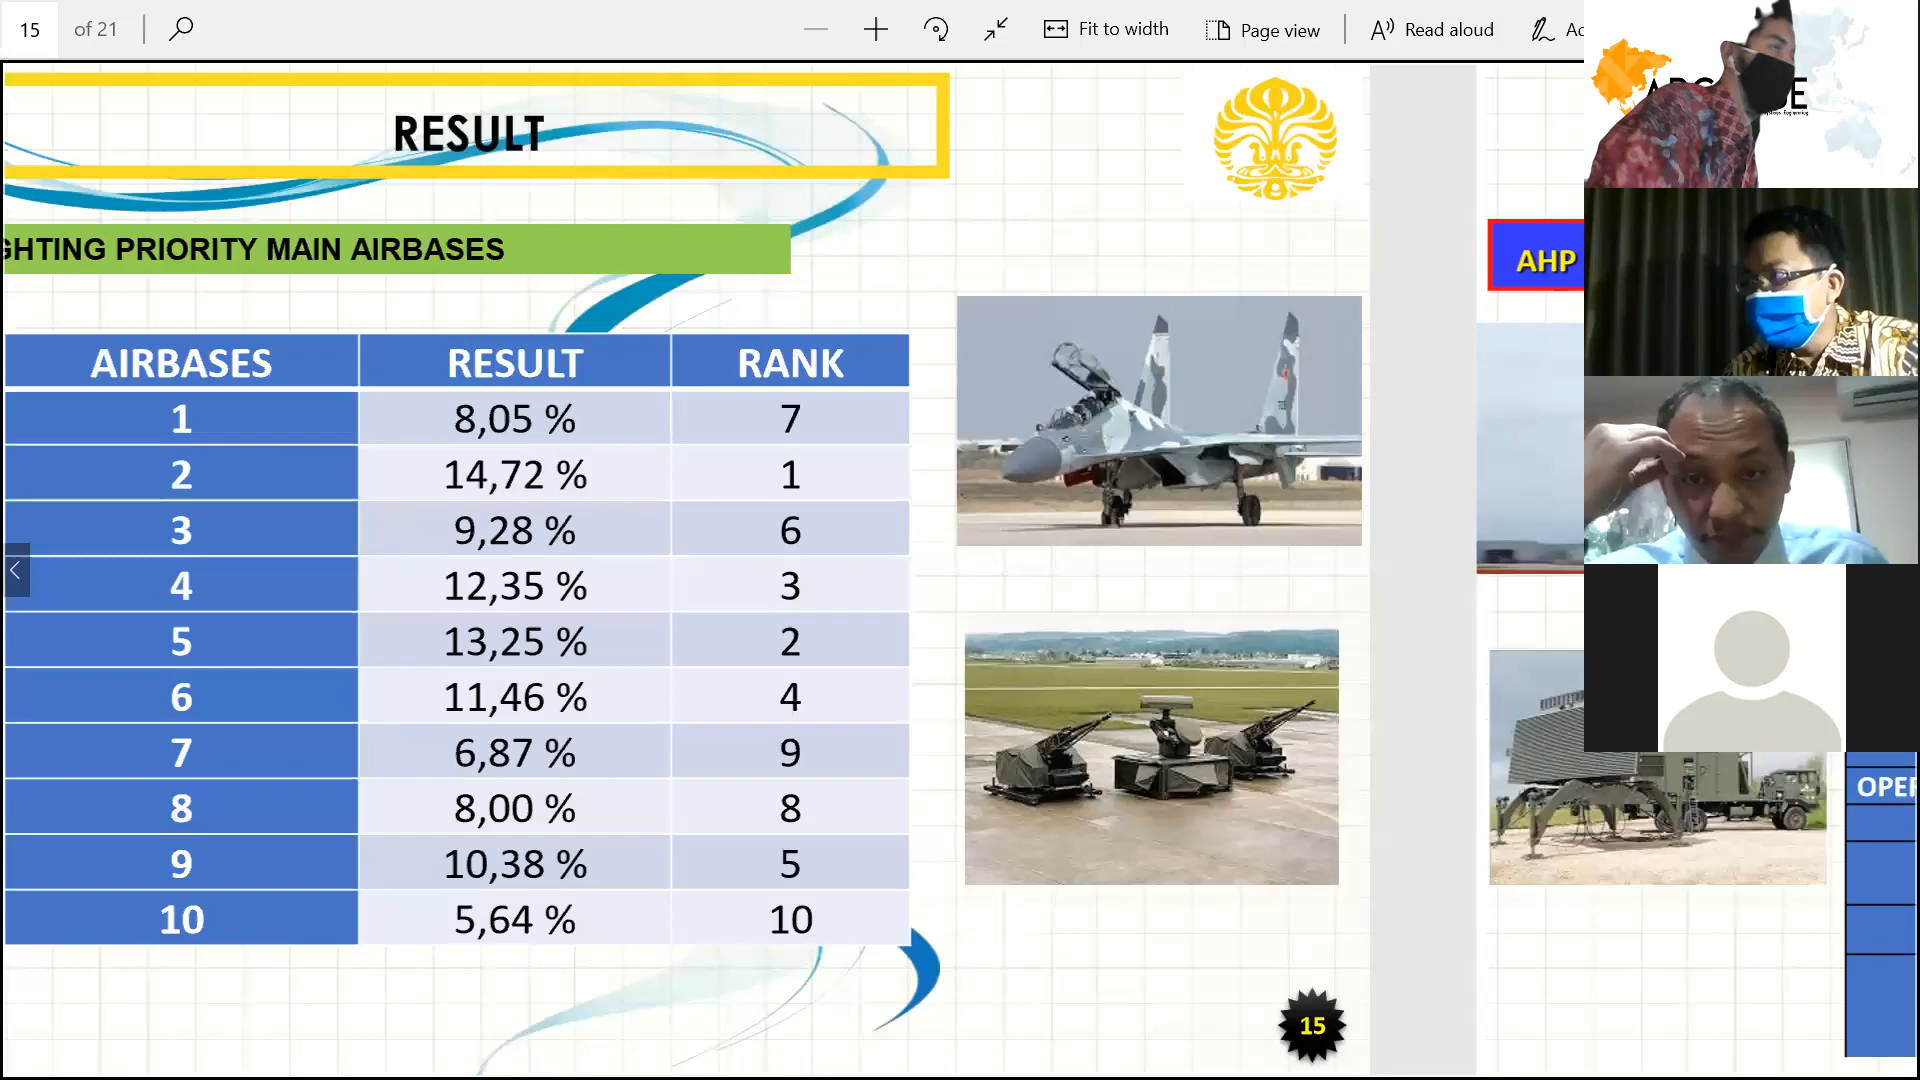 15 of 21 Fit to width Page view Read aloud
RESULT
GHTING PRIORITY MAIN AIRBASES
AHP
AIRBASES RESULT RANK
1 8,05 % 7
2 14,72 % 1
3 9,28 % 6
4 12,35 % 3
5 13,25 % 2
6 11,46 % 4
7 6,87 % 9
8 8,00 % 8
9 10,38 % 5
10 5,64 % 10
OPER
15